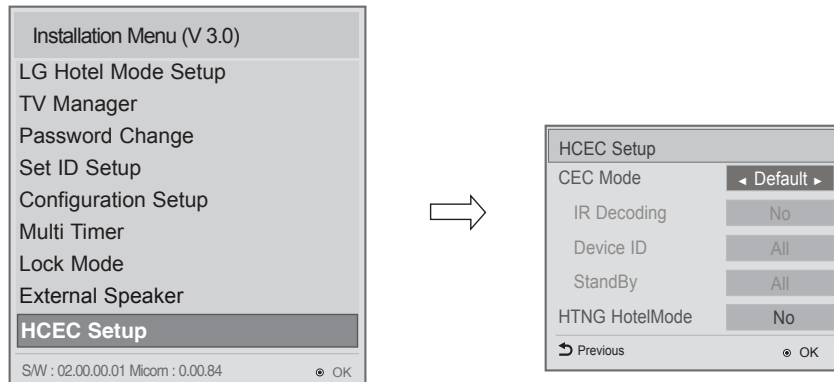 Installation Menu (V 3.0)
LG Hotel Mode Setup
TV Manager
Password Change
Set ID Setup
Configuration Setup
Multi Timer
Lock Mode
External Speaker
HCEC Setup
S/W : 02.00.00.01 Micom : 0.00.84 ◉ OK
HCEC Setup
CEC Mode ◄ Default ►
IR Decoding No
Device ID All
StandBy All
HTNG HotelMode No
⮌ Previous ◉ OK